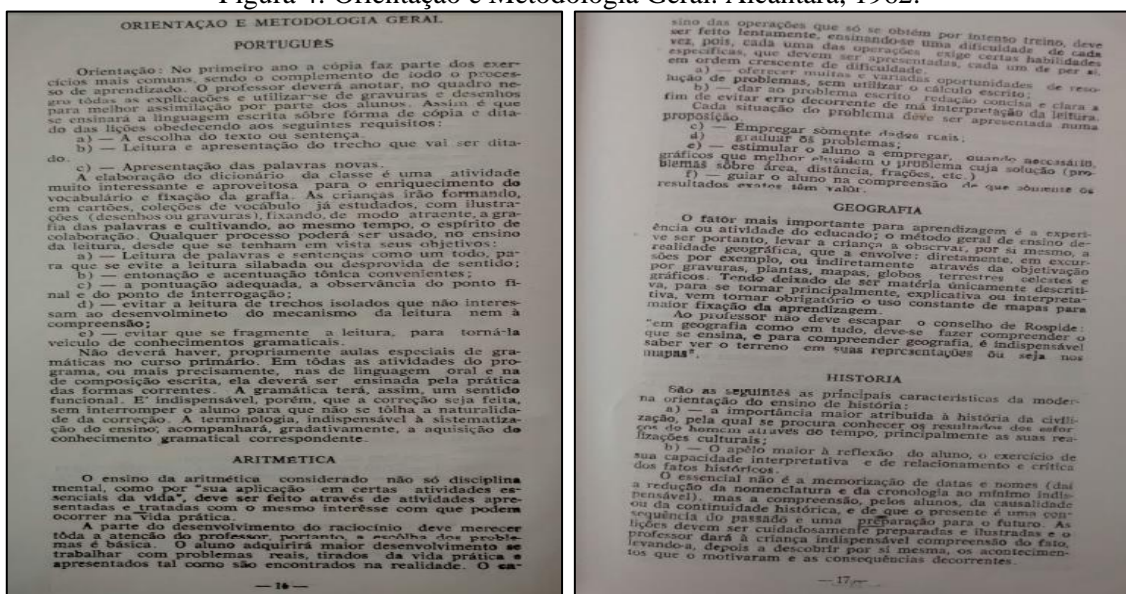 Figura 4: Orientação e Metodologia Geral. Alcântara, 1962.
ORIENTAÇAO E METODOLOGIA GERAL
PORTUGUÊS
Orientação: No primeiro ano a cópia faz parte dos exer-
cícios mais comuns, sendo o complemento de todo o proces-
so de aprendizado. O professor deverá anotar, no quadro ne-
gro tôdas as explicações e utilizar-se de gravuras e desenhos
para melhor assimilação por parte dos alunos. Assim é que
se ensinará a linguagem escrita sôbre fórma de cópia e dita-
do das lições obedecendo aos seguintes requisitos:
a) — A escolha do texto ou sentença.
b) — Leitura e apresentação do trecho que vai ser dita-
do.
c) — Apresentação das palavras novas.
A elaboração do dicionário da classe é uma atividade
muito interessante e aproveitosa para o enriquecimento do
vocabulário e fixação da grafia. As crianças irão formando,
em cartões, coleções de vocábulo já estudados, com ilustra-
ções (desenhos ou gravuras), fixando, de modo atraente, a gra-
fia das palavras e cultivando, ao mesmo tempo, o espírito de
colaboração. Qualquer processo poderá ser usado, no ensino
da leitura, desde que se tenham em vista seus objetivos:
a) — Leitura de palavras e sentenças como um todo, pa-
ra que se evite a leitura silabada ou desprovida de sentido;
b) — entonação e acentuação tônica convenientes;
c) — a pontuação adequada, a observância do ponto fi-
nal e do ponto de interrogação;
d) — evitar a leitura de trechos isolados que não interes-
sam ao desenvolmineto do mecanismo da leitura nem à
compreensão;
e) — evitar que se fragmente a leitura, para torná-la
veiculo de conhecimentos gramaticais.
Não deverá haver, propriamente aulas especiais de gra-
máticas no curso primário. Em tôdas as atividades do pro-
grama, ou mais precisamente, nas de linguagem oral e na
de composição escrita, ela deverá ser ensinada pela prática
das formas correntes. A gramática terá, assim, um sentido
funcional. E' indispensável, porém, que a correção seja feita,
sem interromper o aluno para que não se tôlha a naturalida-
de da correção. A terminologia, indispensável à sistematiza-
ção do ensino, acompanhará, gradativamente, a aquisição do
conhecimento gramatical correspondente.
ARITMÉTICA
O ensino da aritmética considerado não só disciplina
mental, como por "sua aplicação em certas atividades es-
senciais da vida", deve ser feito através de atividades apre-
sentadas e tratadas com o mesmo interêsse com que podem
ocorrer na vida prática.
A parte do desenvolvimento do raciocínio deve merecer
tôda a atenção do professor, portanto, a escôlha dos proble-
mas é básica. O aluno adquirirá maior desenvolvimento se
trabalhar com problemas reais, tirados da vida prática e
apresentados tal como são encontrados na realidade. O en-
— 16 —
sino das operações que só se obtém por intenso treino, deve
ser feito lentamente, ensinando-se uma dificuldade de cada
vez, pois, cada uma das operações exige certas habilidades
específicas, que devem ser apresentadas, cada um de per si,
em ordem crescente de dificuldade.
a) — oferecer muitas e variadas oportunidades de reso-
lução de problemas, sem utilizar o cálculo escrito;
b) — dar ao problema escrito redação concisa e clara a
fim de evitar erro decorrente de má interpretação da leitura.
Cada situação do problema deve ser apresentada numa
proposição.
c) — Empregar sòmente dados reais;
d) — graduar os problemas;
e) — estimular o aluno a empregar, quando necessário,
gráficos que melhor elucidem o problema cuja solução (pro-
blemas sôbre área, distância, frações, etc.)
f) — guiar o aluno na compreensão de que sòmente os
resultados exatos têm valôr.
GEOGRAFIA
O fatôr mais importante para aprendizagem é a experi-
ência ou atividade do educado; o método geral de ensino de-
ve ser portanto, levar a criança a observar, por si mesmo, a
realidade geográfica, que a envolve: diretamente, em excur-
sões por exemplo, ou indiretamente através da objetivação
por gravuras, plantas, mapas, globos terrestres celestes e
gráficos. Tendo deixado de ser matéria únicamente descriti-
va, para se tornar principalmente, explicativa ou interpreta-
tiva, vem tornar obrigatório o uso constante de mapas para
maior fixação da aprendizagem.
Ao professor não deve escapar o conselho de Rospide:
"em geografia como em tudo, deve-se fazer compreender o
que se ensina, e para compreender geografia, é indispensável
saber ver o terreno em suas representações ou seja nos
mapas".
HISTORIA
São as seguintes as principais características da moder-
na orientação do ensino de história:
a) — a importância maior atribuída à história da civili-
zação, pela qual se procura conhecer os resultados dos esfor-
ços do homem através do tempo, principalmente as suas rea-
lizações culturais;
b) — O apêlo maior à reflexão do aluno, o exercício de
sua capacidade interpretativa e de relacionamento e crítica
dos fatos históricos.
O essencial não é a memorização de datas e nomes (daí
a redução da nomenclatura e da cronologia ao mínimo indis-
pensável), mas a compreensão, pelos alunos, da causalidade
ou da continuidade histórica, e de que o presente é uma con-
sequência do passado e uma preparação para o futuro. As
lições devem ser cuidadosamente preparadas e ilustradas e o
professor dará à criança indispensável compreensão do fato,
levando-a, depois a descobrir por si mesma, os acontecimen-
tos que o motivaram e as consequências decorrentes.
— 17 —